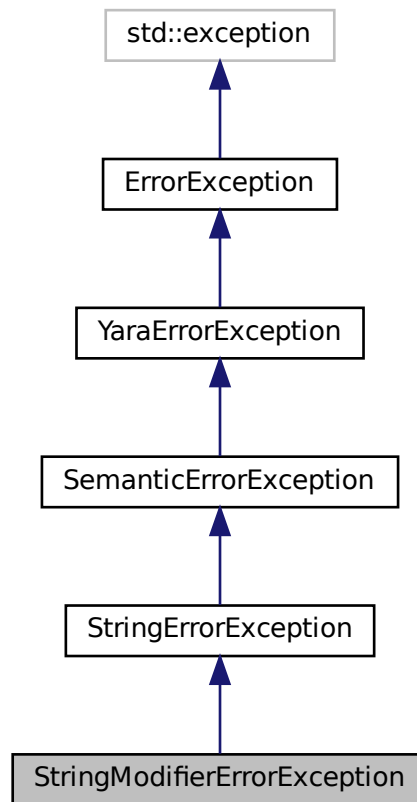 std::exception
ErrorException
YaraErrorException
SemanticErrorException
StringErrorException
StringModifierErrorException